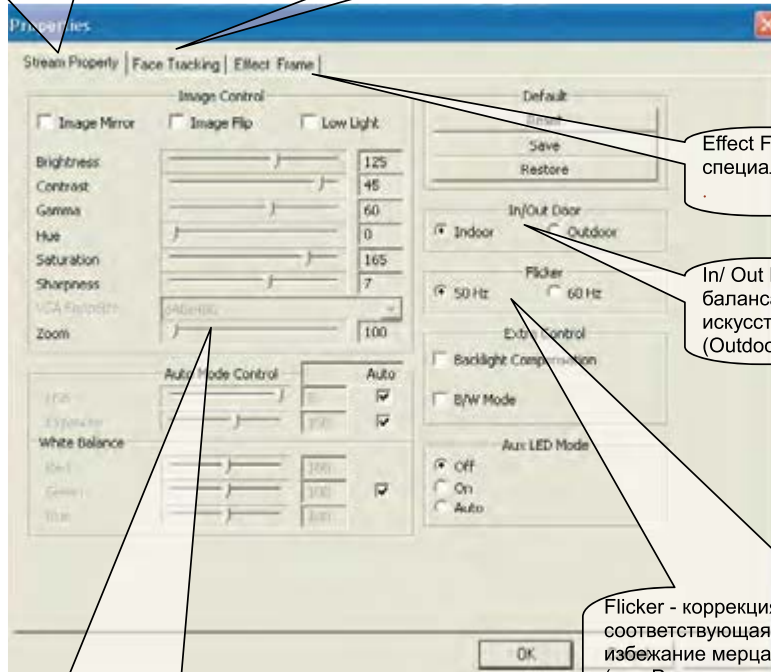 Properties
Stream Property Face Tracking Effect Frame
Image Control
Image Mirror Image Flip Low Light
Brightness 125
Contrast 45
Gamma 60
Hue 0
Saturation 165
Sharpness 7
640x480
Zoom 100
Auto Mode Control Auto
White Balance
Default
Reset
Save
Restore
In/Out Door
Indoor Outdoor
Flicker
50 Hz 60 Hz
Extra Control
Backlight Compensation
B/W Mode
Aux LED Mode
Off
On
Auto
OK
Effect F
специал
.
In/ Out
баланса
искусст
(Outdoo
Flicker - коррекция
соответствующая
избежание мерца